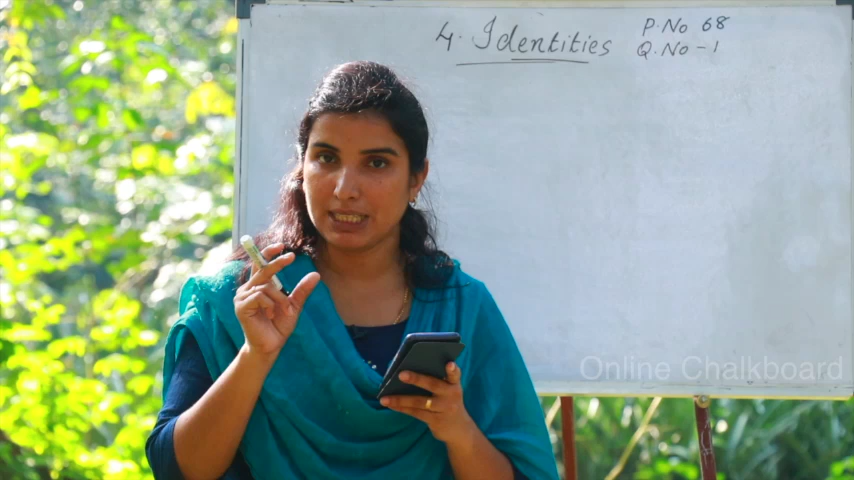 4. Identities
P.No 68
Q.No - 1
Online Chalkboard